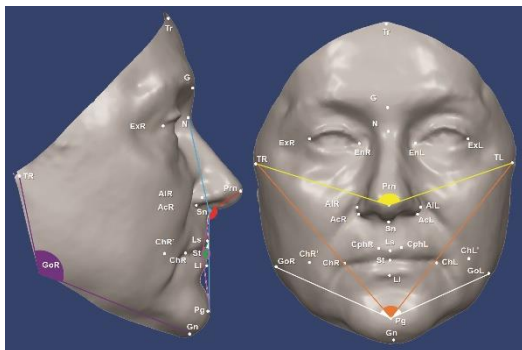 Tr
G
N
ExR
TR
Prn
AlR
AcR
Sn
Ls
ChR'
ChR
St
Li
GoR
Pg
Gn
Tr
G
N
ExR
EnR
EnL
ExL
TR
TL
Prn
AlR
AlL
AcR
AcL
Sn
CphR
Ls
CphL
ChR'
ChR
St
ChL
ChL'
GoR
GoL
Li
Pg
Gn